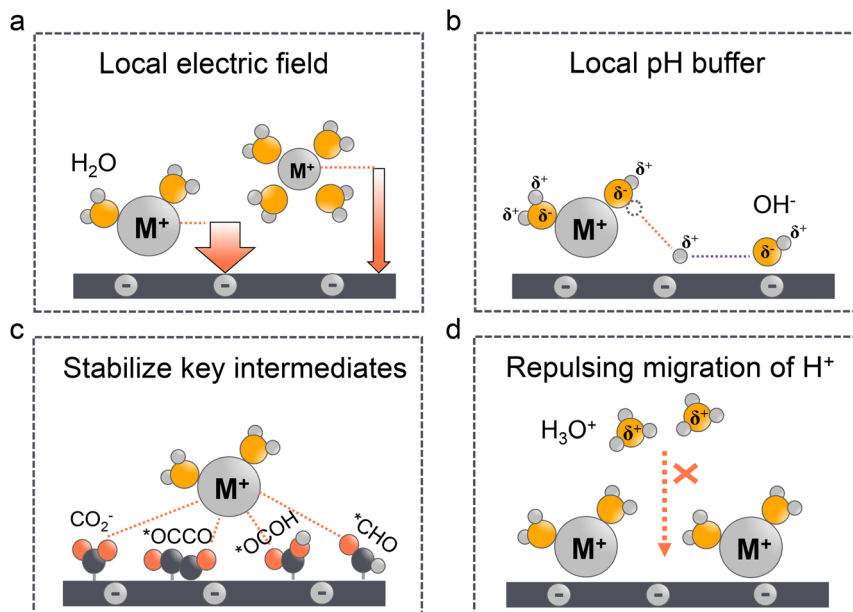 a
Local electric field
H₂O
M⁺
M⁺
- - -
b
Local pH buffer
δ⁺
δ⁺
δ⁻
M⁺
δ⁻
δ⁺
δ⁺
OH⁻
δ⁻
δ⁺
- - -
c
Stabilize key intermediates
M⁺
CO₂⁻
*OCCO
*OCOH
*CHO
- - -
d
Repulsing migration of H⁺
H₃O⁺
δ⁺
δ⁺
M⁺
M⁺
- - -